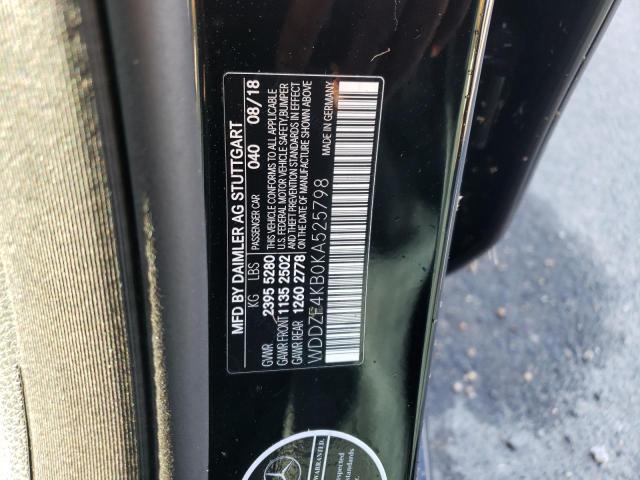 MFD BY DAIMLER AG STUTTGART
PASSENGER CAR 040 08/18
KG LBS
GVWR 2395 5280
GAWR FRONT 1135 2502
GAWR REAR 1260 2778
THIS VEHICLE CONFORMS TO ALL APPLICABLE
FEDERAL MOTOR VEHICLE SAFETY, BUMPER
AND THEFT PREVENTION STANDARDS IN EFFECT
ON THE DATE OF MANUFACTURE SHOWN ABOVE
WDDZF4KB0KA525798
MADE IN GERMANY
WARRANTED.